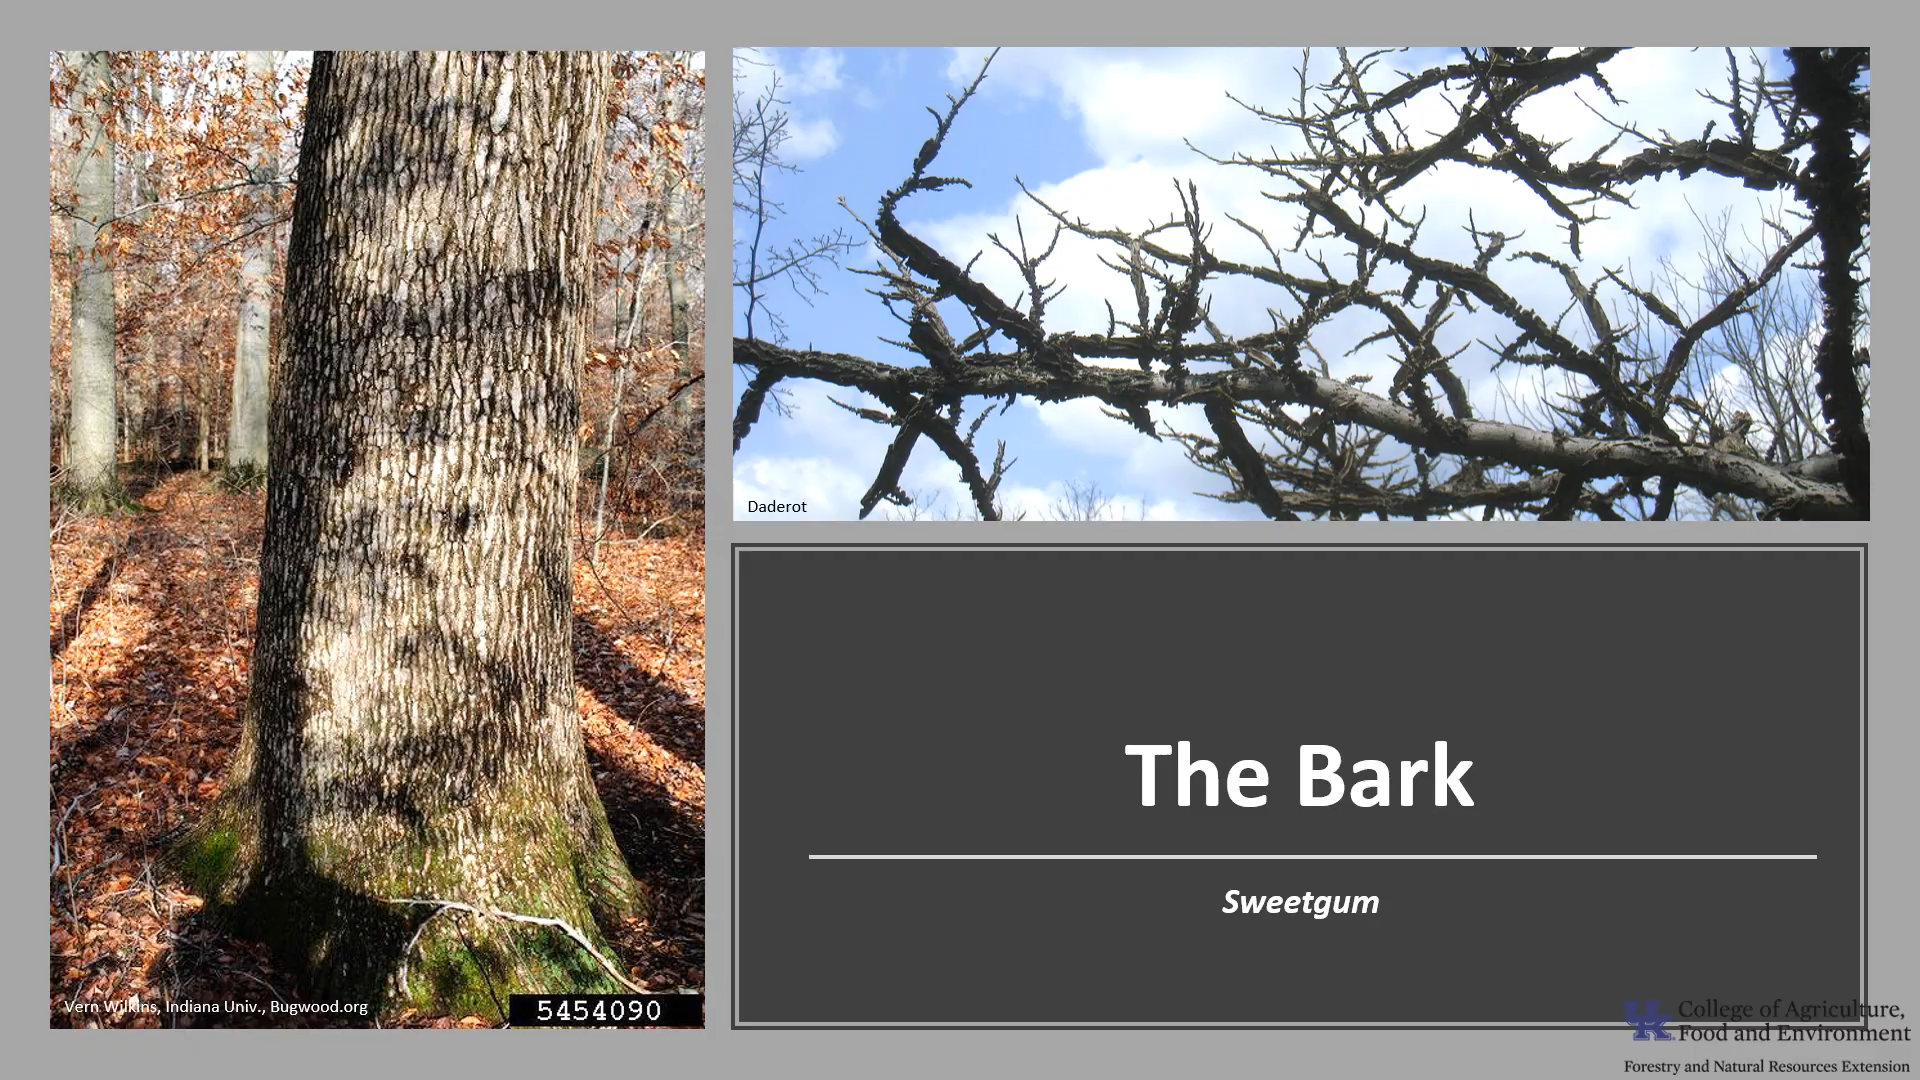 Daderot
The Bark
Sweetgum
Vern Wilkins, Indiana Univ., Bugwood.org
5454090
UK College of Agriculture,
Food and Environment
Forestry and Natural Resources Extension